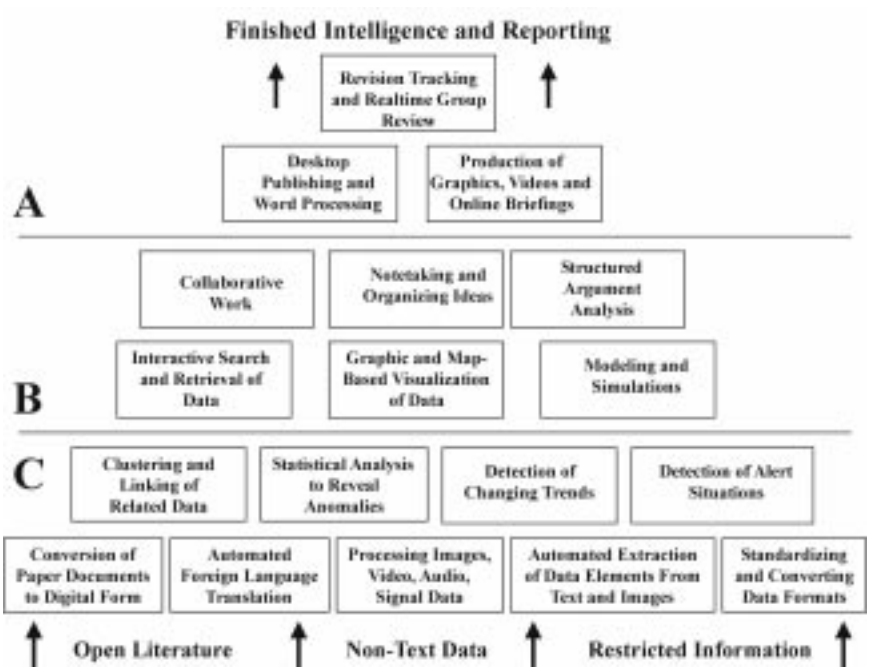 Finished Intelligence and Reporting
Revision Tracking
and Realtime Group
Review
Desktop
Publishing and
Word Processing
Production of
Graphics, Videos and
Online Briefings
A
Collaborative
Work
Notetaking and
Organizing Ideas
Structured
Argument
Analysis
Interactive Search
and Retrieval of
Data
Graphic and Map-
Based Visualization
of Data
Modeling and
Simulations
B
C
Clustering and
Linking of
Related Data
Statistical Analysis
to Reveal
Anomalies
Detection of
Changing Trends
Detection of Alert
Situations
Conversion of
Paper Documents
to Digital Form
Automated
Foreign Language
Translation
Processing Images,
Video, Audio,
Signal Data
Automated Extraction
of Data Elements From
Text and Images
Standardizing
and Converting
Data Formats
Open Literature
Non-Text Data
Restricted Information